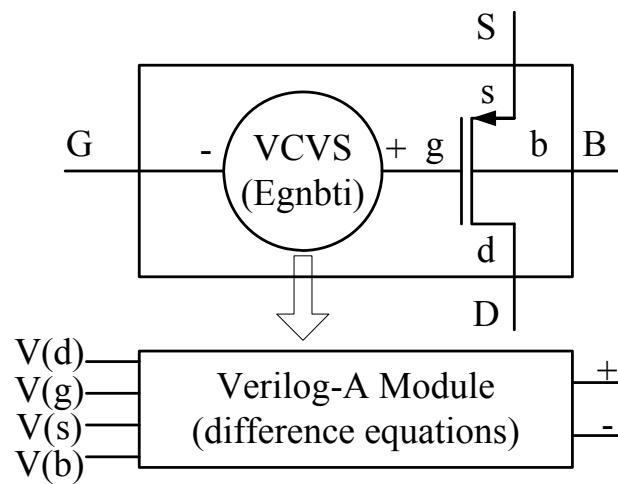 S
s
G
-
VCVS
+
g
b
B
(Egnbti)
d
D
V(d)
V(g)
V(s)
V(b)
Verilog-A Module
(difference equations)
+
-